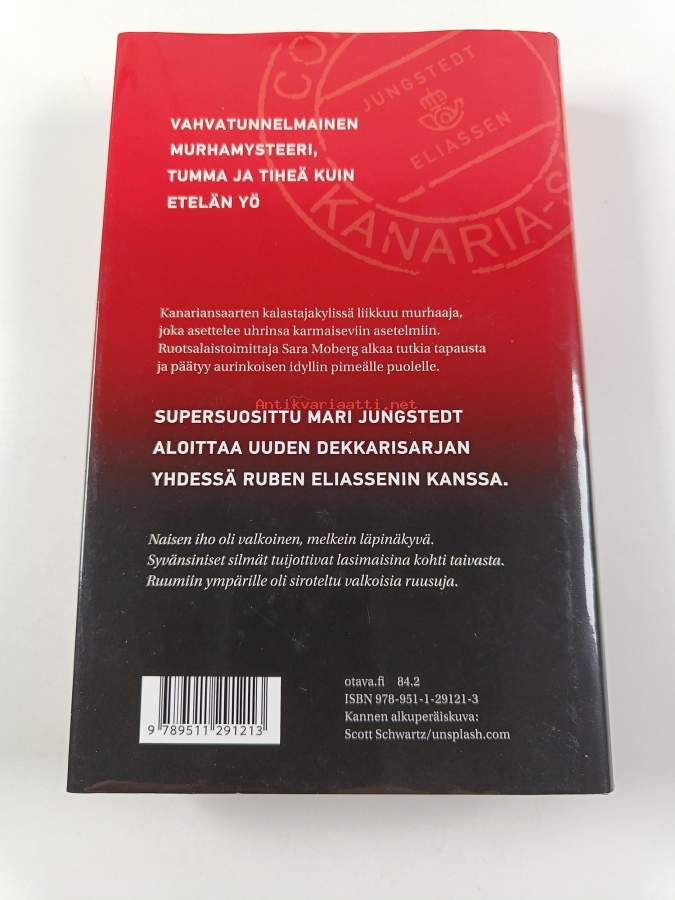 JUNGSTEDT
ELIASSEN
KANARIA-S
VAHVATUNNELMAINEN
MURHAMYSTEERI,
TUMMA JA TIHEÄ KUIN
ETELÄN YÖ
Kanariansaarten kalastajakylissä liikkuu murhaaja,
joka asettelee uhrinsa karmaiseviin asetelmiin.
Ruotsalaistoimittaja Sara Moberg alkaa tutkia tapausta
ja päätyy aurinkoisen idyllin pimeälle puolelle.
Antikvariaatti.net
SUPERSUOSITTU MARI JUNGSTEDT
ALOITTAA UUDEN DEKKARISARJAN
YHDESSÄ RUBEN ELIASSENIN KANSSA.
Naisen iho oli valkoinen, melkein läpinäkyvä.
Syvänsiniset silmät tuijottivat lasimaisina kohti taivasta.
Ruumiin ympärille oli siroteltu valkoisia ruusuja.
otava.fi 84.2
ISBN 978-951-1-29121-3
Kannen alkuperäiskuva:
Scott Schwartz/unsplash.com
9 789511 291213